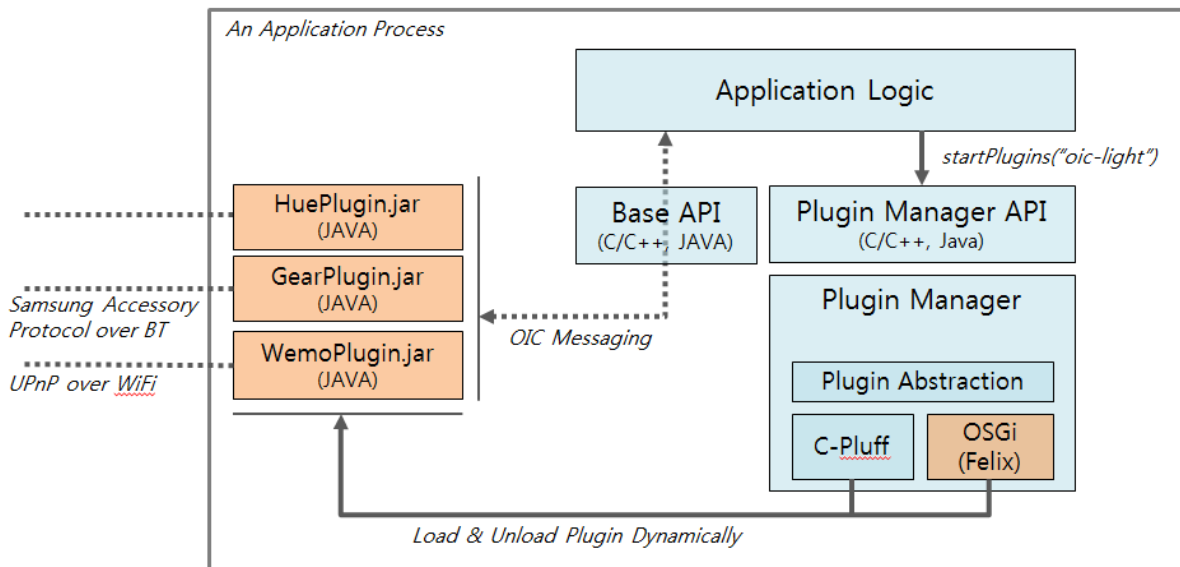 An Application Process
Application Logic
startPlugins("oic-light")
HuePlugin.jar
(JAVA)
Base API
(C/C++, JAVA)
Plugin Manager API
(C/C++, Java)
GearPlugin.jar
(JAVA)
Samsung Accessory
Protocol over BT
Plugin Manager
OIC Messaging
WemoPlugin.jar
(JAVA)
UPnP over WiFi
Plugin Abstraction
C-Pluff
OSGi
(Felix)
Load & Unload Plugin Dynamically